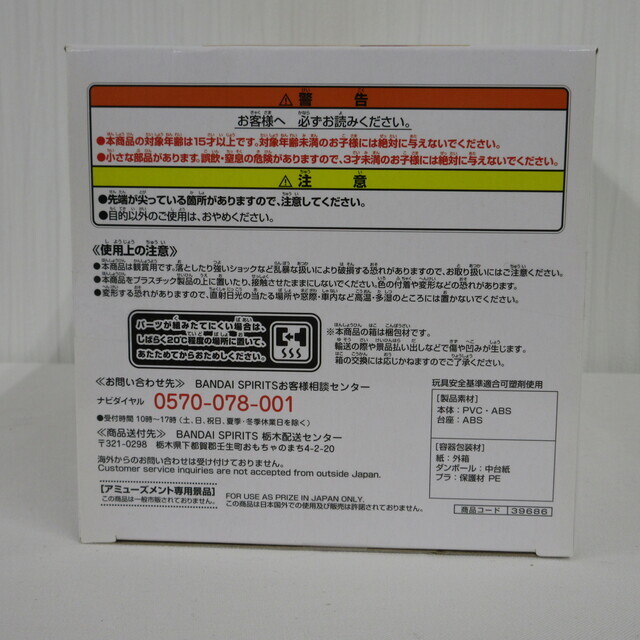 ⚠警告
お客様へ 必ずお読みください。
●本商品の対象年齢は15才以上です。対象年齢未満のお子様には絶対に与えないでください。
●小さな部品があります。誤飲・窒息の危険がありますので、3才未満のお子様には絶対に与えないでください。
⚠注意
●先端が尖っている箇所がありますので、注意してください。
●目的以外のご使用は、おやめください。
《使用上の注意》
●本商品は観賞用です。落としたり強いショックなど乱暴な扱いにより破損する恐れがありますので、お取り扱いにはご注意ください。
●本商品をプラスチック製品の上に置いたり、接触させたままにしないでください。色の付着や変形などの恐れがあります。
●変形する恐れがありますので、直射日光の当たる場所や窓際・車内など高温・多湿のところには置かないでください。
パーツが組みたてにくい場合は、
しばらく20℃程度の場所に置いて、
あたためてからおためしください。
※本商品の箱は梱包材です。
輸送の際や景品払い出しなどで傷や凹みが生じます。
箱の交換には応じかねますのでご了承ください。
≪お問い合わせ先≫ BANDAI SPIRITSお客様相談センター
ナビダイヤル 0570-078-001
●受付時間 10時～17時(土、日、祝日、夏季・冬季休業日を除く)
≪商品送付先≫ BANDAI SPIRITS 栃木配送センター
〒321-0298 栃木県下都賀郡壬生町おもちゃのまち4-2-20
海外からのお問い合わせは受け付けておりません。
Customer service inquiries are not accepted from outside Japan.
【アミューズメント専用景品】
この商品は一般市販されておりません。
FOR USE AS PRIZE IN JAPAN ONLY.
この商品は日本国外での使用及び販売は許諾されておりません。
玩具安全基準適合可塑剤使用
[製品素材]
本体：PVC・ABS
台座：ABS
[容器包装材]
紙：外箱
ダンボール：中台紙
プラ：保護材 PE
商品コード 39686